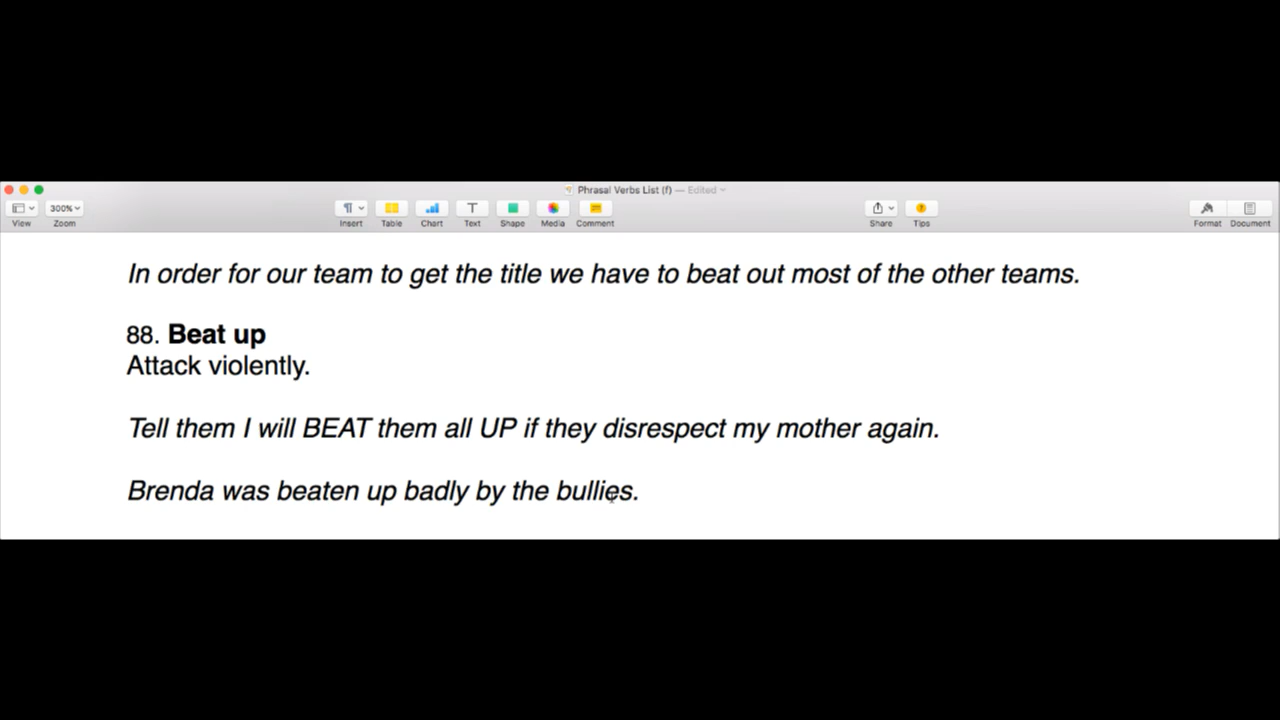 Phrasal Verbs List (f) — Edited
300%
View Zoom Insert Table Chart Text Shape Media Comment Share Tips Format Document
In order for our team to get the title we have to beat out most of the other teams.
88. Beat up
Attack violently.
Tell them I will BEAT them all UP if they disrespect my mother again.
Brenda was beaten up badly by the bullies.